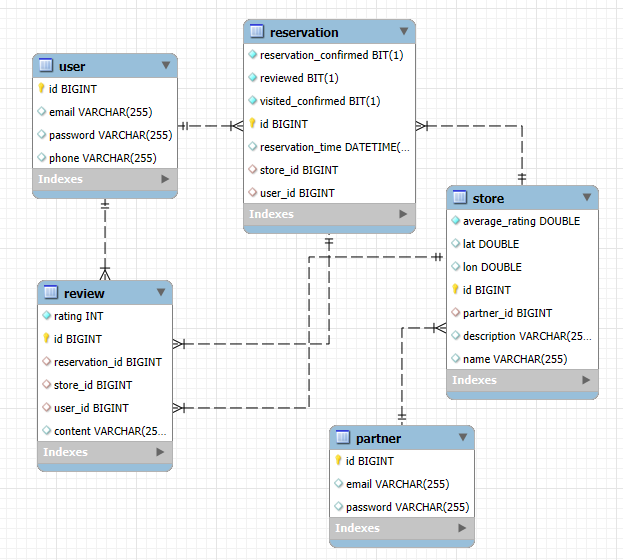 reservation
reservation_confirmed BIT(1)
reviewed BIT(1)
visited_confirmed BIT(1)
id BIGINT
reservation_time DATETIME(...
store_id BIGINT
user_id BIGINT
Indexes
user
id BIGINT
email VARCHAR(255)
password VARCHAR(255)
phone VARCHAR(255)
Indexes
store
average_rating DOUBLE
lat DOUBLE
lon DOUBLE
id BIGINT
partner_id BIGINT
description VARCHAR(25...
name VARCHAR(255)
Indexes
review
rating INT
id BIGINT
reservation_id BIGINT
store_id BIGINT
user_id BIGINT
content VARCHAR(25...
Indexes
partner
id BIGINT
email VARCHAR(255)
password VARCHAR(255)
Indexes